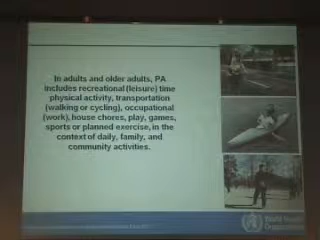 In adults and older adults, PA
includes recreational (leisure) time
physical activity, transportation
(walking or cycling), occupational
(work), house chores, play, games,
sports or planned exercise, in the
context of daily, family, and
community activities.
World Health
Organization